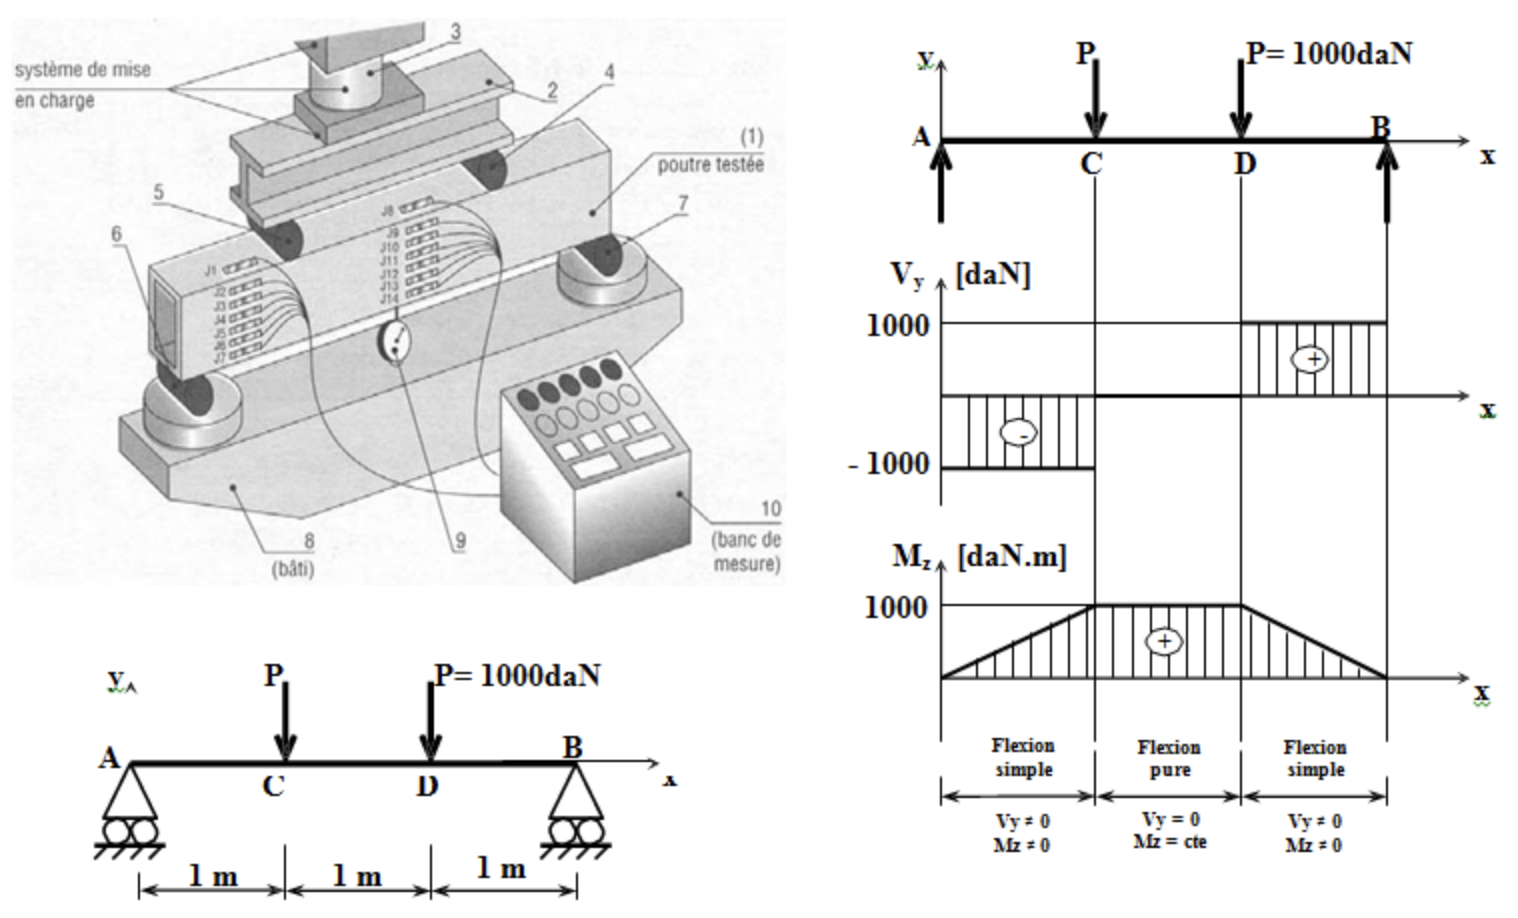 système de mise
en charge
3
4
2
(1)
poutre testée
5
7
6
J8
J9
J10
J11
J12
J13
J14
J1
J2
J3
J4
J5
J6
J7
8
(bâti)
9
10
(banc de
mesure)
y
P
P= 1000daN
A
B
C
D
x
1 m
1 m
1 m
y
P
P= 1000daN
A
B
C
D
x
Vy [daN]
1000
+
x
-
- 1000
Mz [daN.m]
1000
+
x
Flexion
simple
Flexion
pure
Flexion
simple
Vy ≠ 0
Mz ≠ 0
Vy = 0
Mz = cte
Vy ≠ 0
Mz ≠ 0